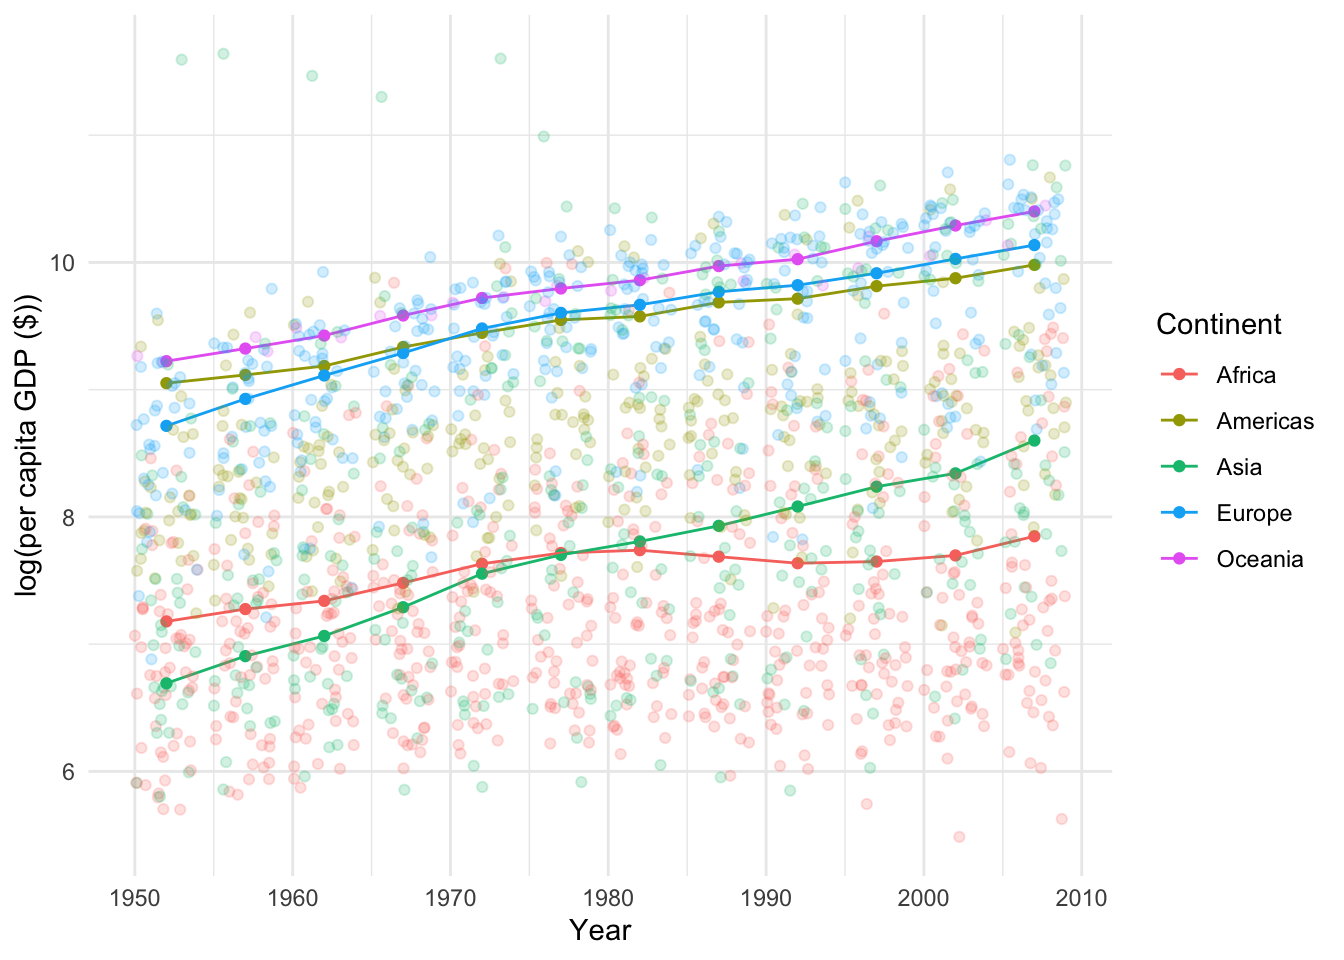 log(per capita GDP ($))
10
8
6
1950 1960 1970 1980 1990 2000 2010
Year
Continent
Africa
Americas
Asia
Europe
Oceania